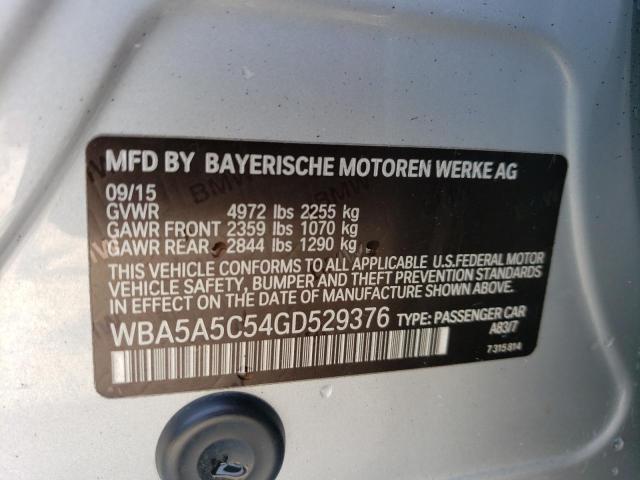 MFD BY BAYERISCHE MOTOREN WERKE AG
09/15
GVWR 4972 lbs 2255 kg
GAWR FRONT 2359 lbs 1070 kg
GAWR REAR 2844 lbs 1290 kg
THIS VEHICLE CONFORMS TO ALL APPLICABLE U.S.FEDERAL MOTOR
VEHICLE SAFETY, BUMPER AND THEFT PREVENTION STANDARDS
IN EFFECT ON THE DATE OF MANUFACTURE SHOWN ABOVE.
WBA5A5C54GD529376 TYPE: PASSENGER CAR
A83/7
7315814